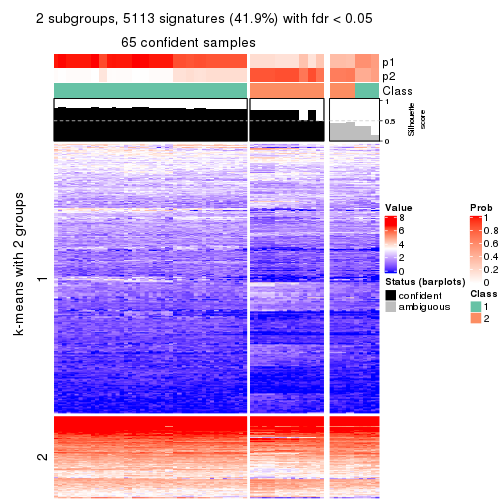 2 subgroups, 5113 signatures (41.9%) with fdr < 0.05
65 confident samples
p1
p2
Class
1
0.5
0
Silhouette
score
k-means with 2 groups
1
2
Value
8
6
4
2
0
Status (barplots)
confident
ambiguous
Prob
1
0.8
0.6
0.4
0.2
0
Class
1
2